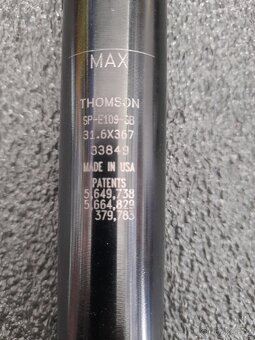 MAX
THOMSON
SP-E109-SB
31.6X367
33849
MADE IN USA
PATENTS
5,649,738
5,664,829
379,783